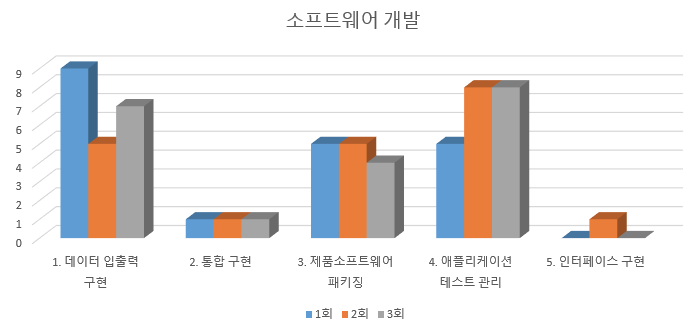 소프트웨어 개발
9
8
7
6
5
4
3
2
1
0
1. 데이터 입출력
구현
2. 통합 구현
3. 제품소프트웨어
패키징
4. 애플리케이션
테스트 관리
5. 인터페이스 구현
1회 2회 3회